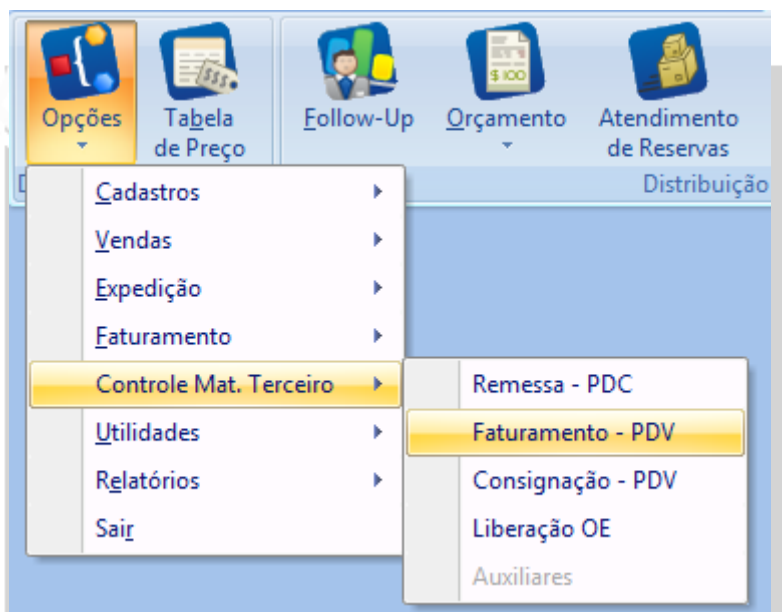 $$$
$ 100
Opções
Tabela
de Preço
Follow-Up
Orçamento
Atendimento
de Reservas
Distribuição
Cadastros
Vendas
Expedição
Faturamento
Controle Mat. Terceiro
Utilidades
Relatórios
Sair
Remessa - PDC
Faturamento - PDV
Consignação - PDV
Liberação OE
Auxiliares